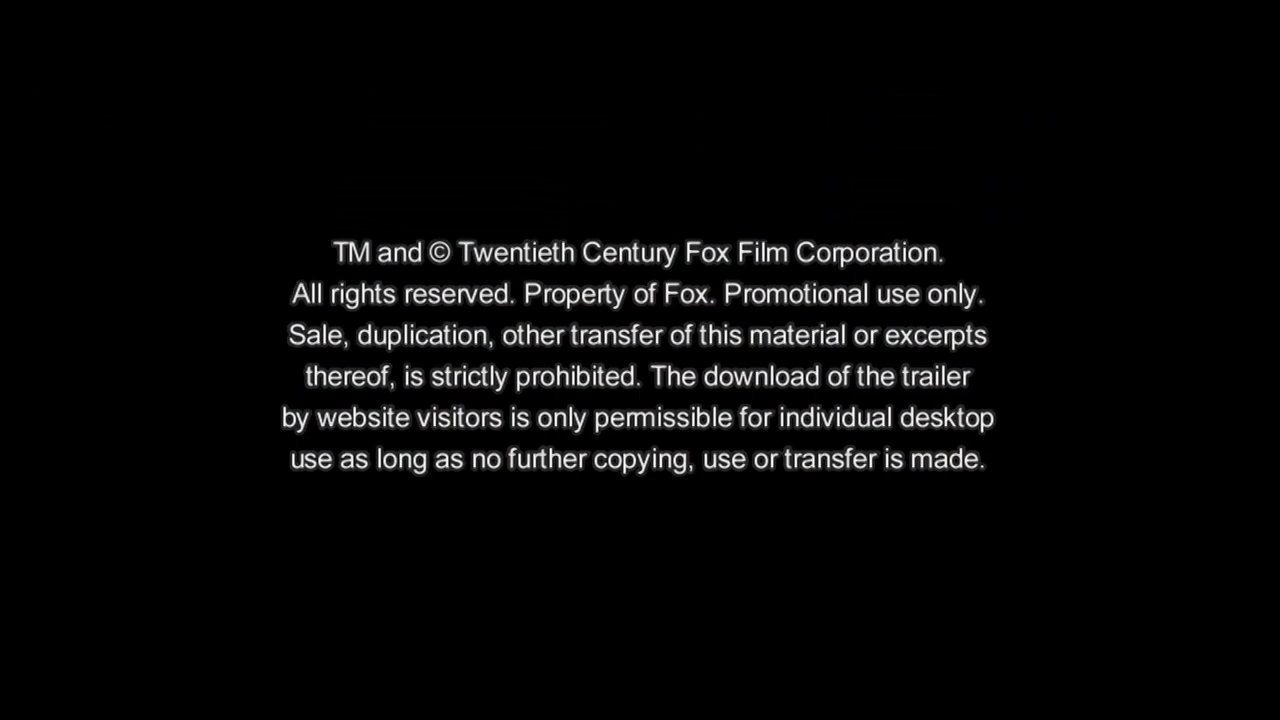 TM and © Twentieth Century Fox Film Corporation.
All rights reserved. Property of Fox. Promotional use only.
Sale, duplication, other transfer of this material or excerpts
thereof, is strictly prohibited. The download of the trailer
by website visitors is only permissible for individual desktop
use as long as no further copying, use or transfer is made.